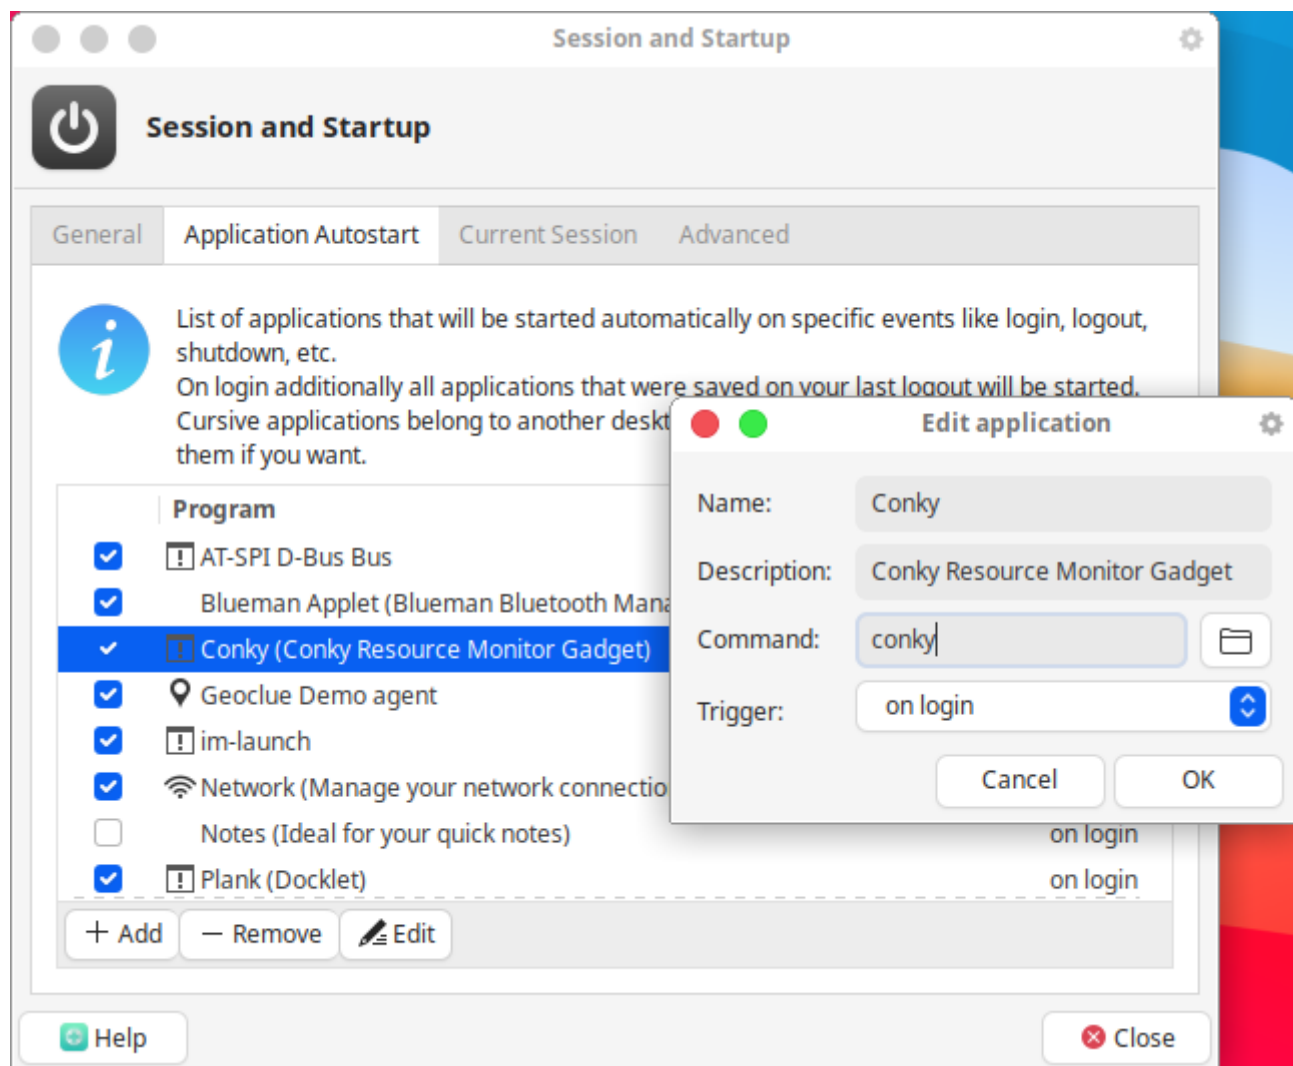 Session and Startup
Session and Startup
General
Application Autostart
Current Session
Advanced
List of applications that will be started automatically on specific events like login, logout,
shutdown, etc.
On login additionally all applications that were saved on your last logout will be started.
Cursive applications belong to another
them if you want.
Program
AT-SPI D-Bus Bus
Blueman Applet (Blueman Bluetooth
Conky (Conky Resource Monitor Gadget)
Geoclue Demo agent
im-launch
Network (Manage your network
Notes (Ideal for your quick notes) on login
Plank (Docklet) on login
Add
Remove
Edit
Help
Close
Edit application
Name: Conky
Description: Conky Resource Monitor Gadget
Command: conky
Trigger: on login
Cancel
OK